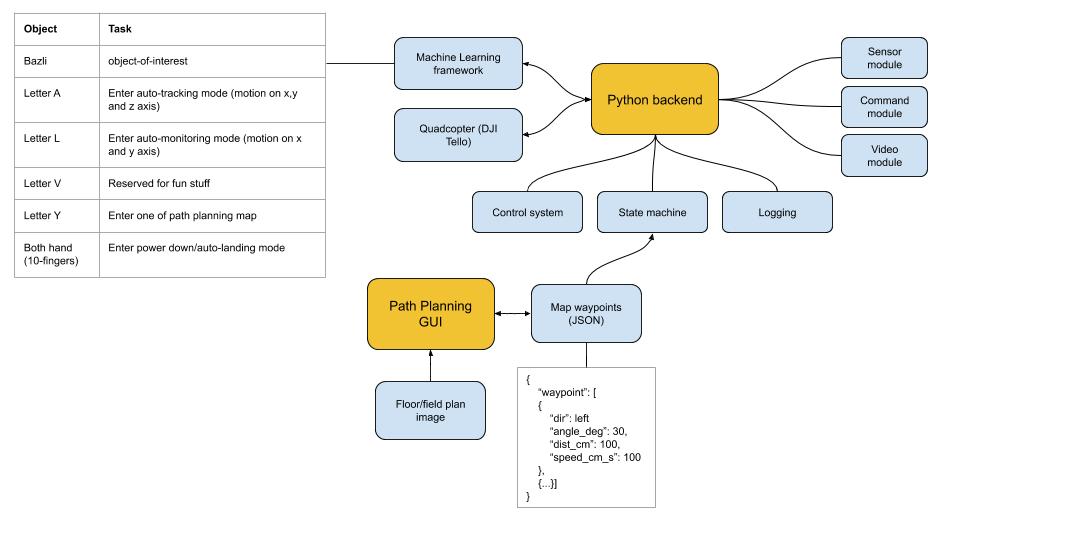 Object Task
Bazli object-of-interest
Letter A Enter auto-tracking mode (motion on x,y
and z axis)
Letter L Enter auto-monitoring mode (motion on x
and y axis)
Letter V Reserved for fun stuff
Letter Y Enter one of path planning map
Both hand Enter power down/auto-landing mode
(10-fingers)
Machine Learning
framework
Quadcopter (DJI
Tello)
Python backend
Sensor
module
Command
module
Video
module
Control system
State machine
Logging
Path Planning
GUI
Map waypoints
(JSON)
Floor/field plan
image
{
“waypoint”: [
{
“dir”: left
“angle_deg”: 30,
“dist_cm”: 100,
“speed_cm_s”: 100
},
{...}]
}